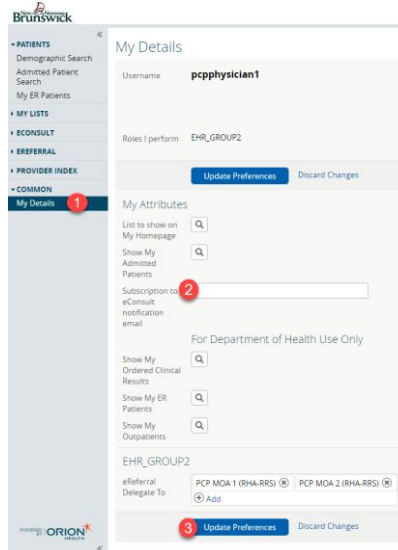 Brunswick
«
PATIENTS
Demographic Search
Admitted Patient
Search
My ER Patients
MY LISTS
ECONSULT
EREFERRAL
PROVIDER INDEX
COMMON
My Details 1
POWERED BY ORION
HEALTH
«
My Details
Username pcpphysician1
Roles I perform EHR_GROUP2
Update Preferences Discard Changes
My Attributes
List to show on
My Homepage
Show My
Admitted
Patients
Subscription to 2
eConsult
notification
email
For Department of Health Use Only
Show My
Ordered Clinical
Results
Show My ER
Patients
Show My
Outpatients
EHR_GROUP2
eReferral PCP MOA 1 (RHA-RRS) PCP MOA 2 (RHA-RRS)
Delegate To Add
3 Update Preferences Discard Changes